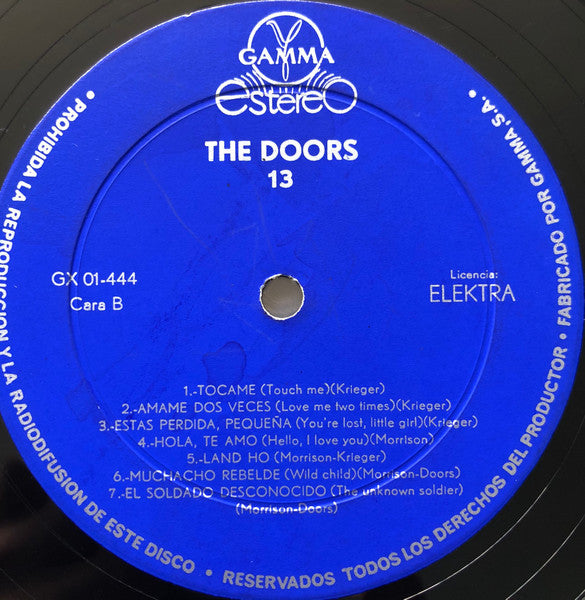 GAMMA
estereo
THE DOORS
13
GX 01-444
Cara B
Licencia:
ELEKTRA
1.-TOCAME (Touch me)(Krieger)
2.-AMAME DOS VECES (Love me two times)(Krieger)
3.-ESTAS PERDIDA, PEQUEÑA (You're lost, little girl)(Krieger)
4.-HOLA, TE AMO (Hello, I love you)(Morrison)
5.-LAND HO (Morrison-Krieger)
6.-MUCHACHO REBELDE (Wild child)(Morrison-Doors)
7.-EL SOLDADO DESCONOCIDO (The unknown soldier)
(Morrison-Doors)
• PROHIBIDA LA REPRODUCCION Y LA RADIODIFUSION DE ESTE DISCO • RESERVADOS TODOS LOS DERECHOS DEL PRODUCTOR • FABRICADO POR GAMMA, S.A. •